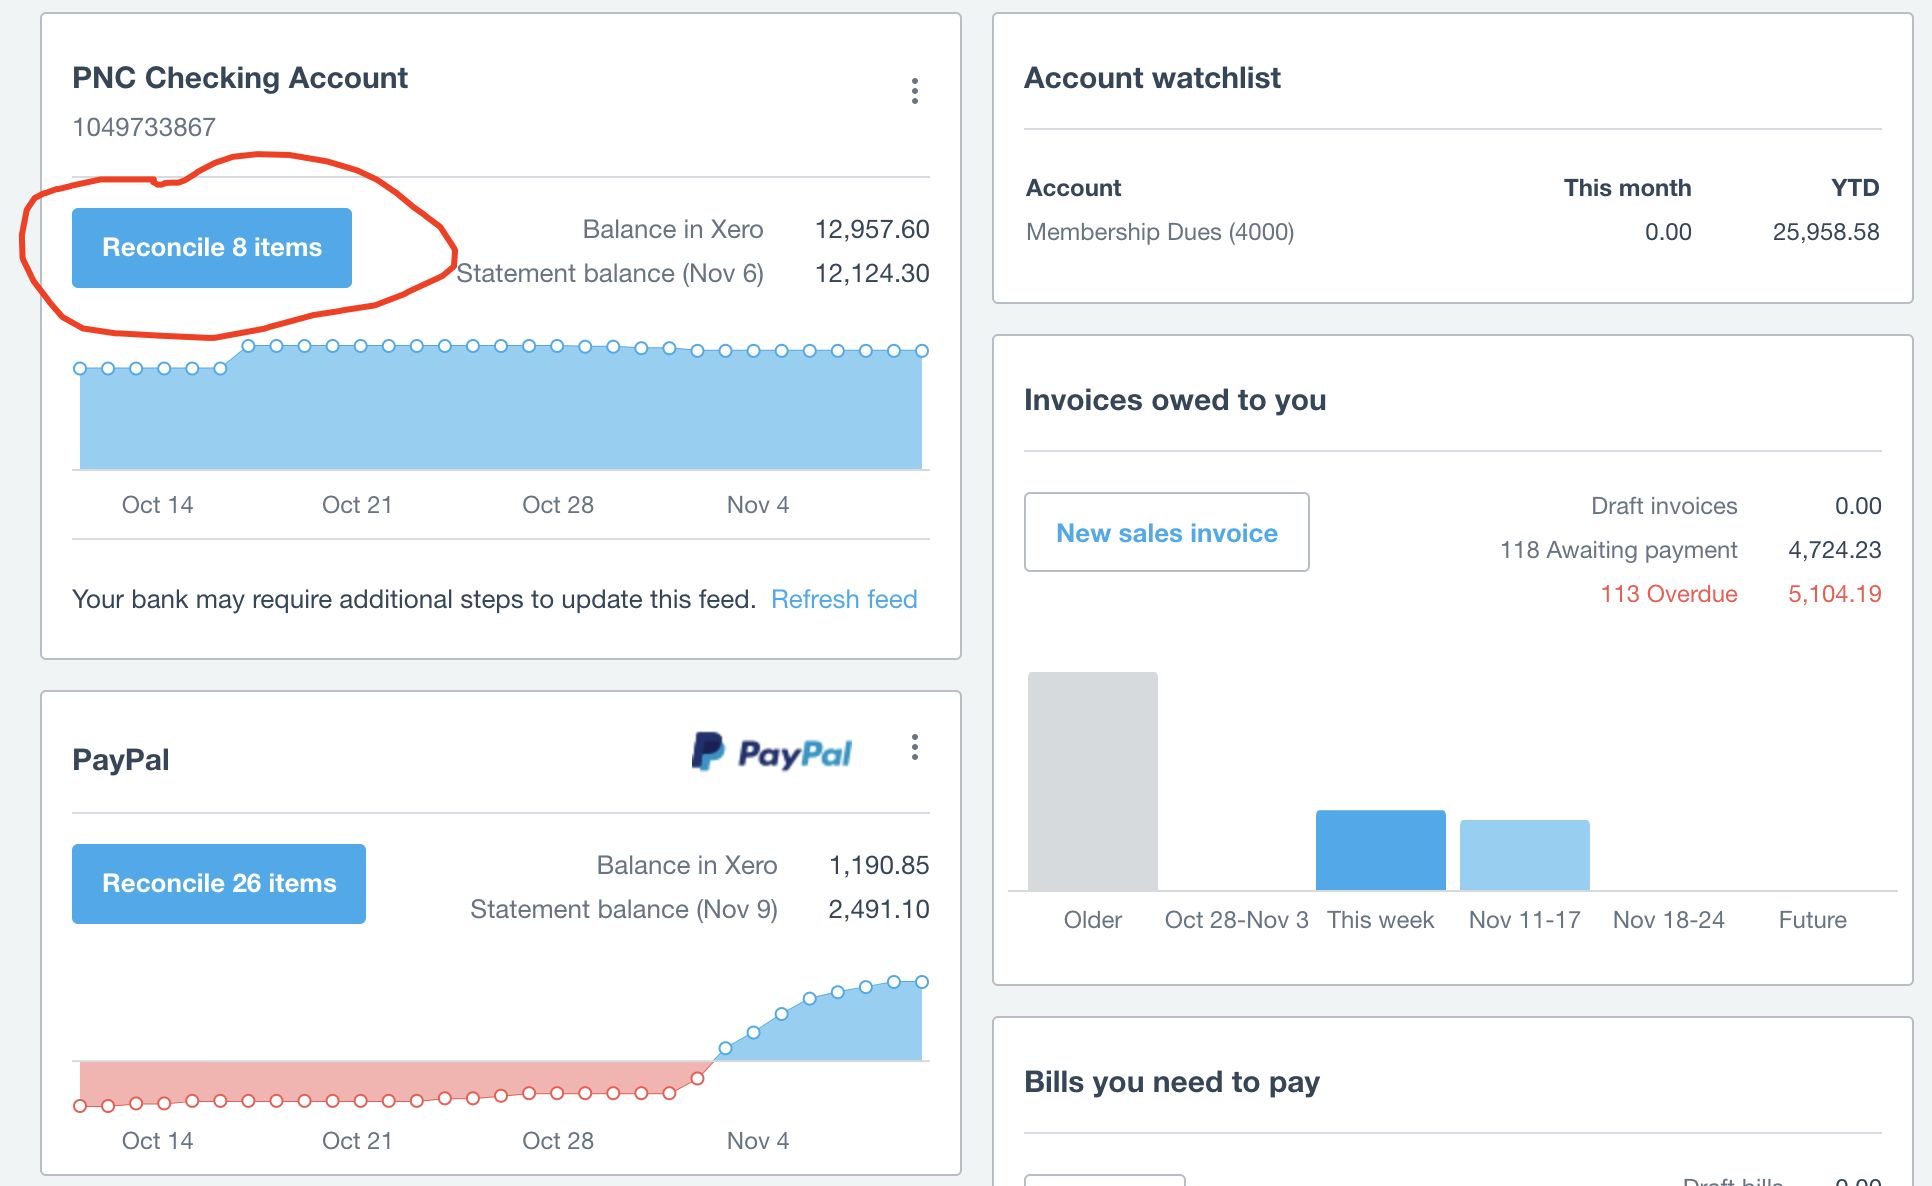 PNC Checking Account
1049733867
Reconcile 8 items
Balance in Xero 12,957.60
Statement balance (Nov 6) 12,124.30
Oct 14 Oct 21 Oct 28 Nov 4
Your bank may require additional steps to update this feed. Refresh feed
PayPal
PayPal
Reconcile 26 items
Balance in Xero 1,190.85
Statement balance (Nov 9) 2,491.10
Oct 14 Oct 21 Oct 28 Nov 4
Account watchlist
Account This month YTD
Membership Dues (4000) 0.00 25,958.58
Invoices owed to you
New sales invoice
Draft invoices 0.00
118 Awaiting payment 4,724.23
113 Overdue 5,104.19
Older Oct 28-Nov 3 This week Nov 11-17 Nov 18-24 Future
Bills you need to pay
Draft bills 0.00